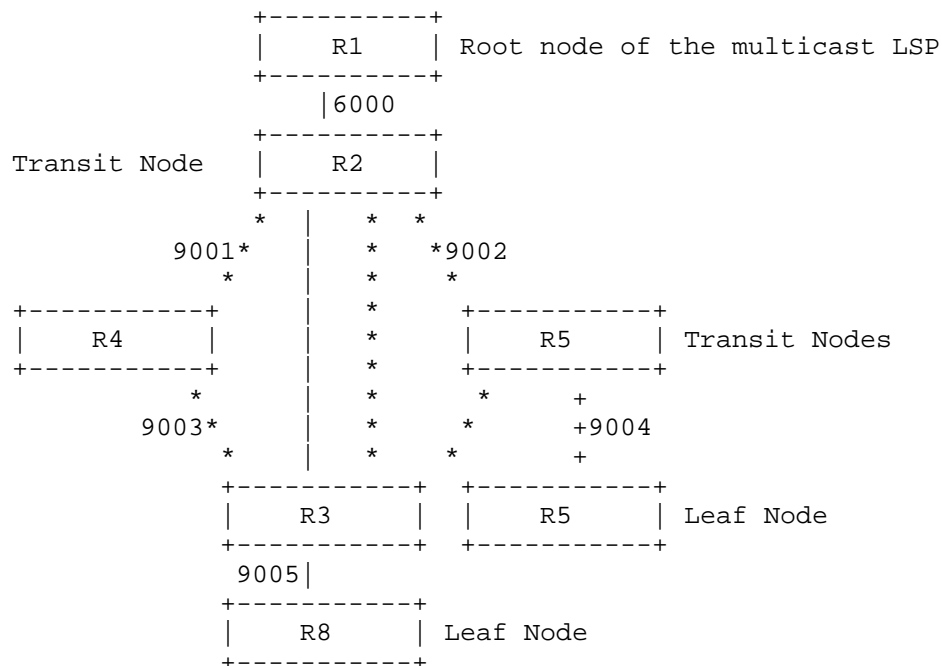 R1 Root node of the multicast LSP
6000
Transit Node R2
9001 9002
R4 R5 Transit Nodes
9003 9004
R3 R5 Leaf Node
9005
R8 Leaf Node